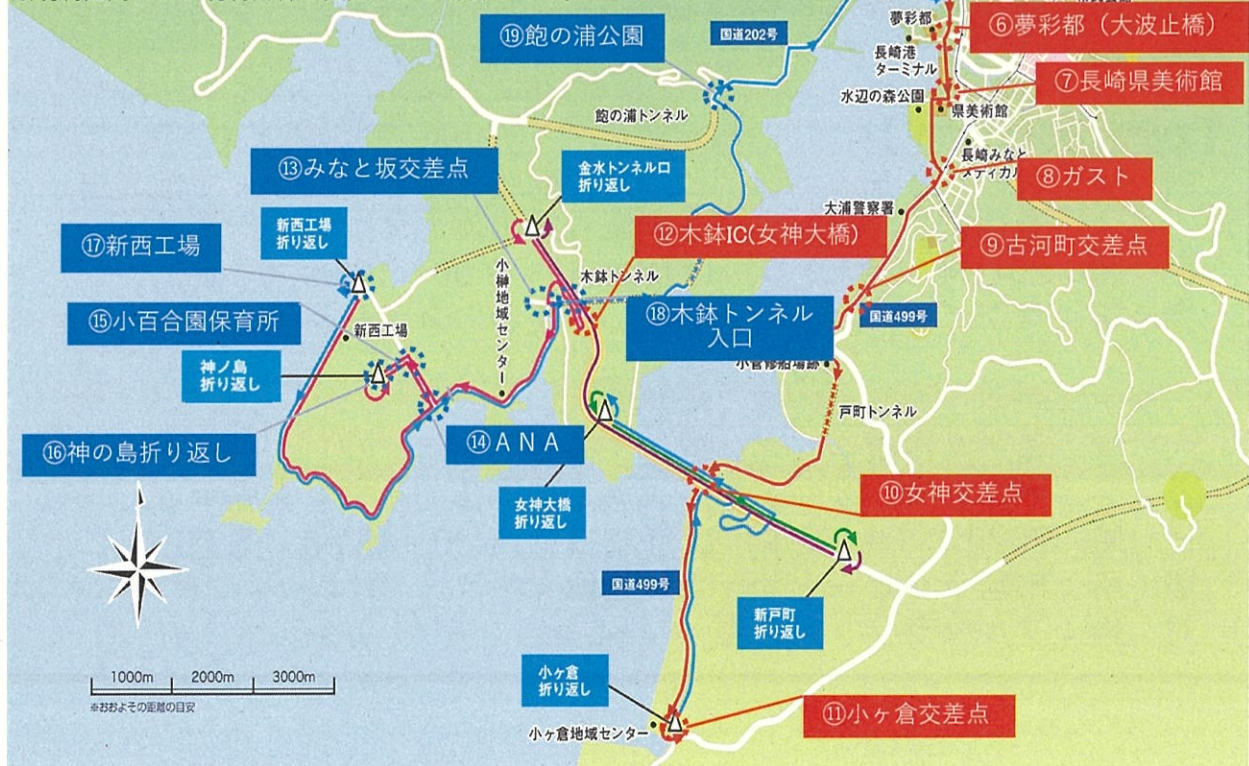 ⑲飽の浦公園
国道202号
夢彩都
⑥夢彩都（大波止橋）
長崎港
ターミナル
⑦長崎県美術館
水辺の森公園
県美術館
飽の浦トンネル
⑬みなと坂交差点
金水トンネル口
折り返し
長崎みなと
メディカル
⑧ガスト
大浦警察署
⑰新西工場
新西工場
折り返し
⑫木鉢IC(女神大橋)
⑨古河町交差点
小榊地域センター
木鉢トンネル
国道499号
⑮小百合園保育所
新西工場
⑱木鉢トンネル
入口
小菅修船場跡
神ノ島
折り返し
戸町トンネル
⑯神の島折り返し
⑭ANA
⑩女神交差点
女神大橋
折り返し
国道499号
新戸町
折り返し
小ヶ倉
折り返し
1000m 2000m 3000m
※おおよその距離の目安
⑪小ヶ倉交差点
小ヶ倉地域センター